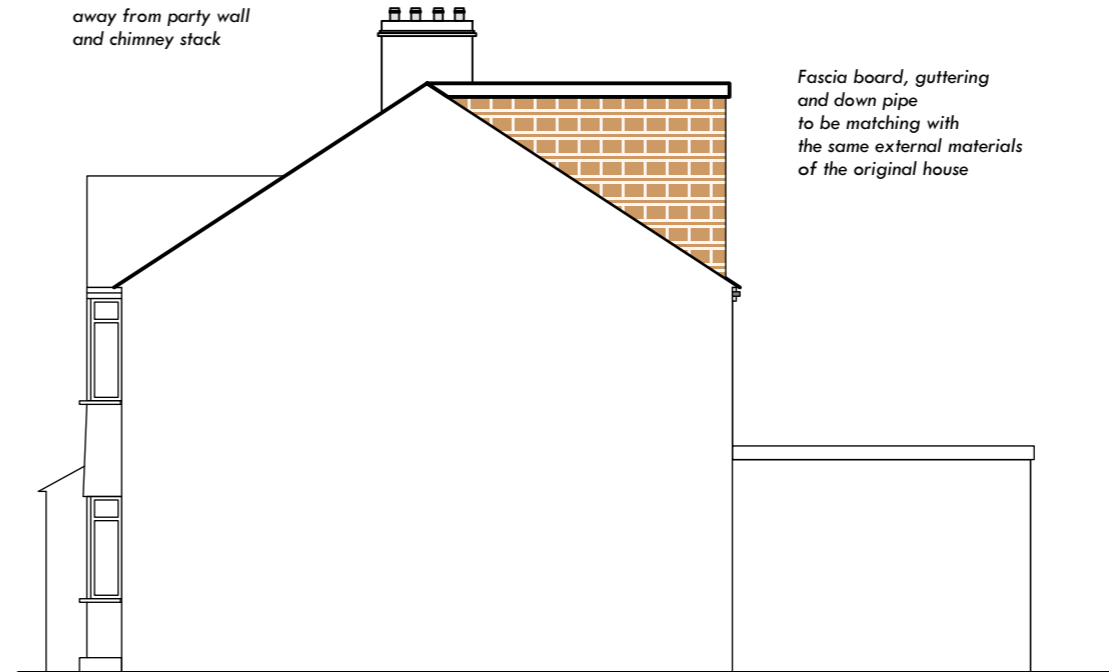 away from party wall
and chimney stack
Fascia board, guttering
and down pipe
to be matching with
the same external materials
of the original house